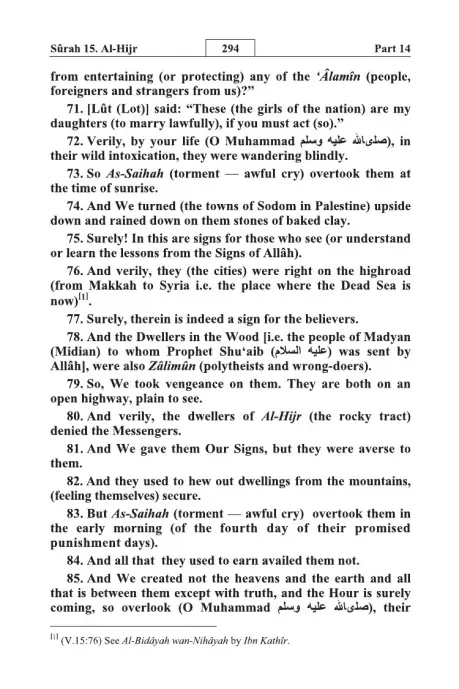 Sûrah 15. Al-Hijr 294 Part 14
from entertaining (or protecting) any of the ‘Âlamîn (people,
foreigners and strangers from us)?”
71. [Lût (Lot)] said: “These (the girls of the nation) are my
daughters (to marry lawfully), if you must act (so).”
72. Verily, by your life (O Muhammad صلى الله عليه وسلم), in
their wild intoxication, they were wandering blindly.
73. So As-Saihah (torment — awful cry) overtook them at
the time of sunrise.
74. And We turned (the towns of Sodom in Palestine) upside
down and rained down on them stones of baked clay.
75. Surely! In this are signs for those who see (or understand
or learn the lessons from the Signs of Allâh).
76. And verily, they (the cities) were right on the highroad
(from Makkah to Syria i.e. the place where the Dead Sea is
now)[1].
77. Surely, therein is indeed a sign for the believers.
78. And the Dwellers in the Wood [i.e. the people of Madyan
(Midian) to whom Prophet Shu‘aib (عليه السلام) was sent by
Allâh], were also Zâlimûn (polytheists and wrong-doers).
79. So, We took vengeance on them. They are both on an
open highway, plain to see.
80. And verily, the dwellers of Al-Hijr (the rocky tract)
denied the Messengers.
81. And We gave them Our Signs, but they were averse to
them.
82. And they used to hew out dwellings from the mountains,
(feeling themselves) secure.
83. But As-Saihah (torment — awful cry) overtook them in
the early morning (of the fourth day of their promised
punishment days).
84. And all that they used to earn availed them not.
85. And We created not the heavens and the earth and all
that is between them except with truth, and the Hour is surely
coming, so overlook (O Muhammad صلى الله عليه وسلم), their
[1] (V.15:76) See Al-Bidâyah wan-Nihâyah by Ibn Kathîr.